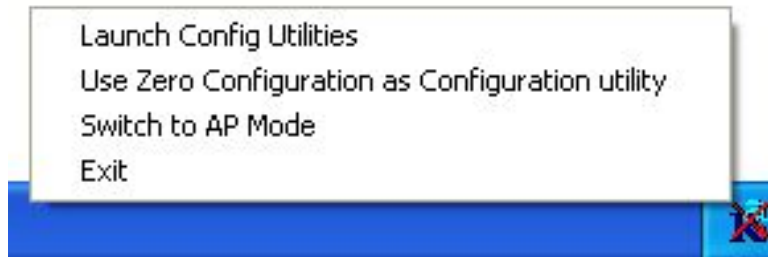 Launch Config Utilities
Use Zero Configuration as Configuration utility
Switch to AP Mode
Exit